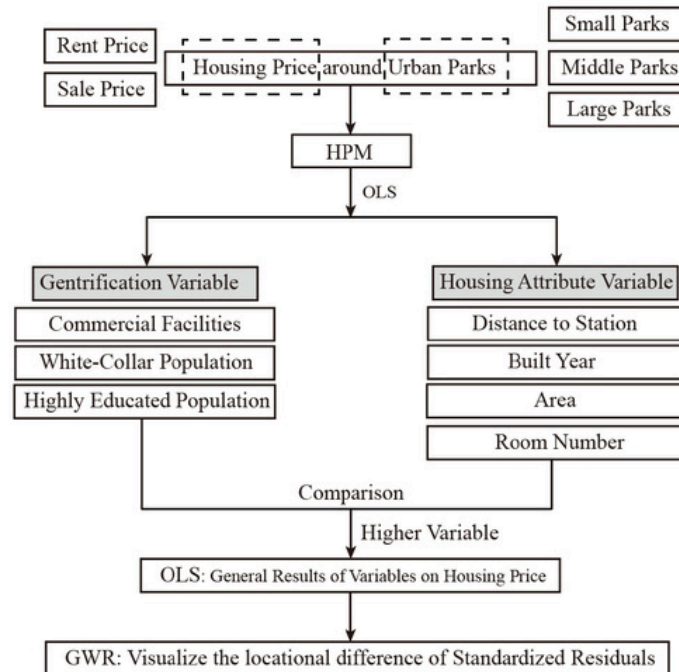 Small Parks
Rent Price
Housing Price around Urban Parks
Middle Parks
Sale Price
Large Parks
HPM
OLS
Gentrification Variable
Housing Attribute Variable
Commercial Facilities
Distance to Station
White-Collar Population
Built Year
Highly Educated Population
Area
Room Number
Comparison
Higher Variable
OLS: General Results of Variables on Housing Price
GWR: Visualize the locational difference of Standardized Residuals